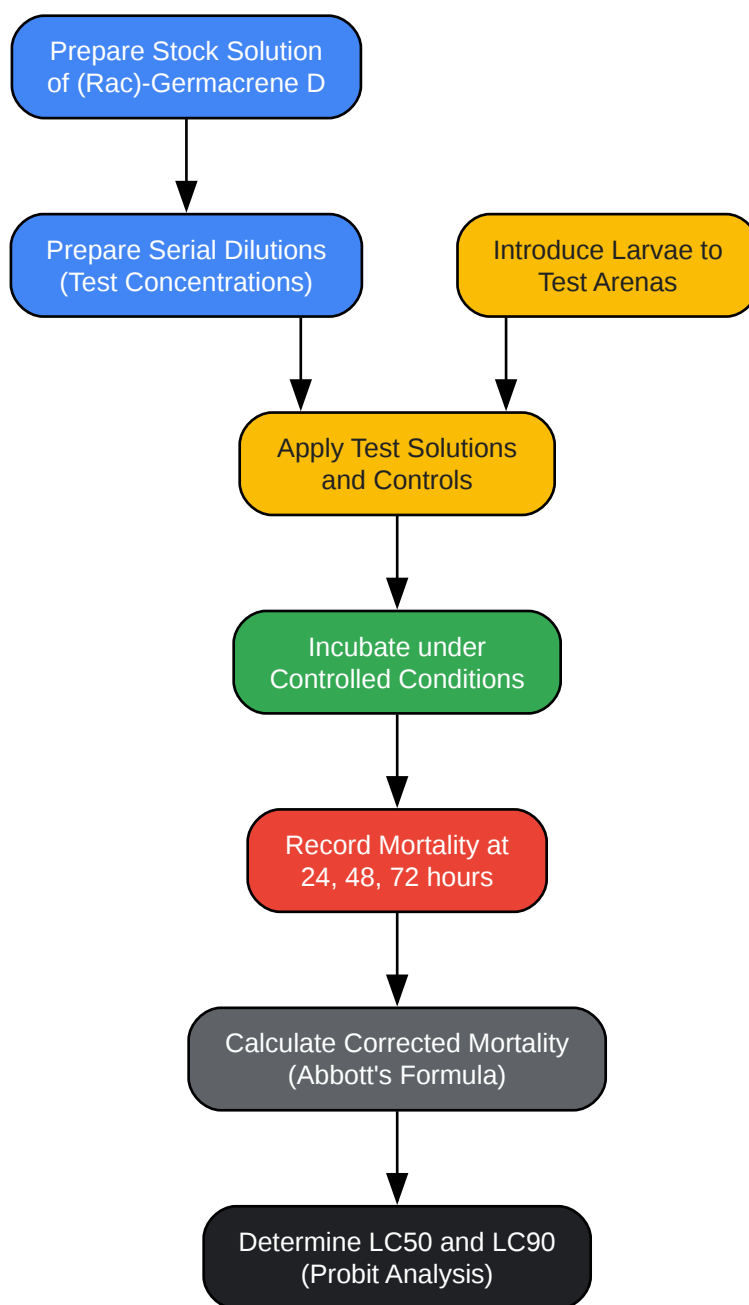 Prepare Stock Solution
of (Rac)-Germacrene D
Prepare Serial Dilutions
(Test Concentrations)
Introduce Larvae to
Test Arenas
Apply Test Solutions
and Controls
Incubate under
Controlled Conditions
Record Mortality at
24, 48, 72 hours
Calculate Corrected Mortality
(Abbott's Formula)
Determine LC50 and LC90
(Probit Analysis)